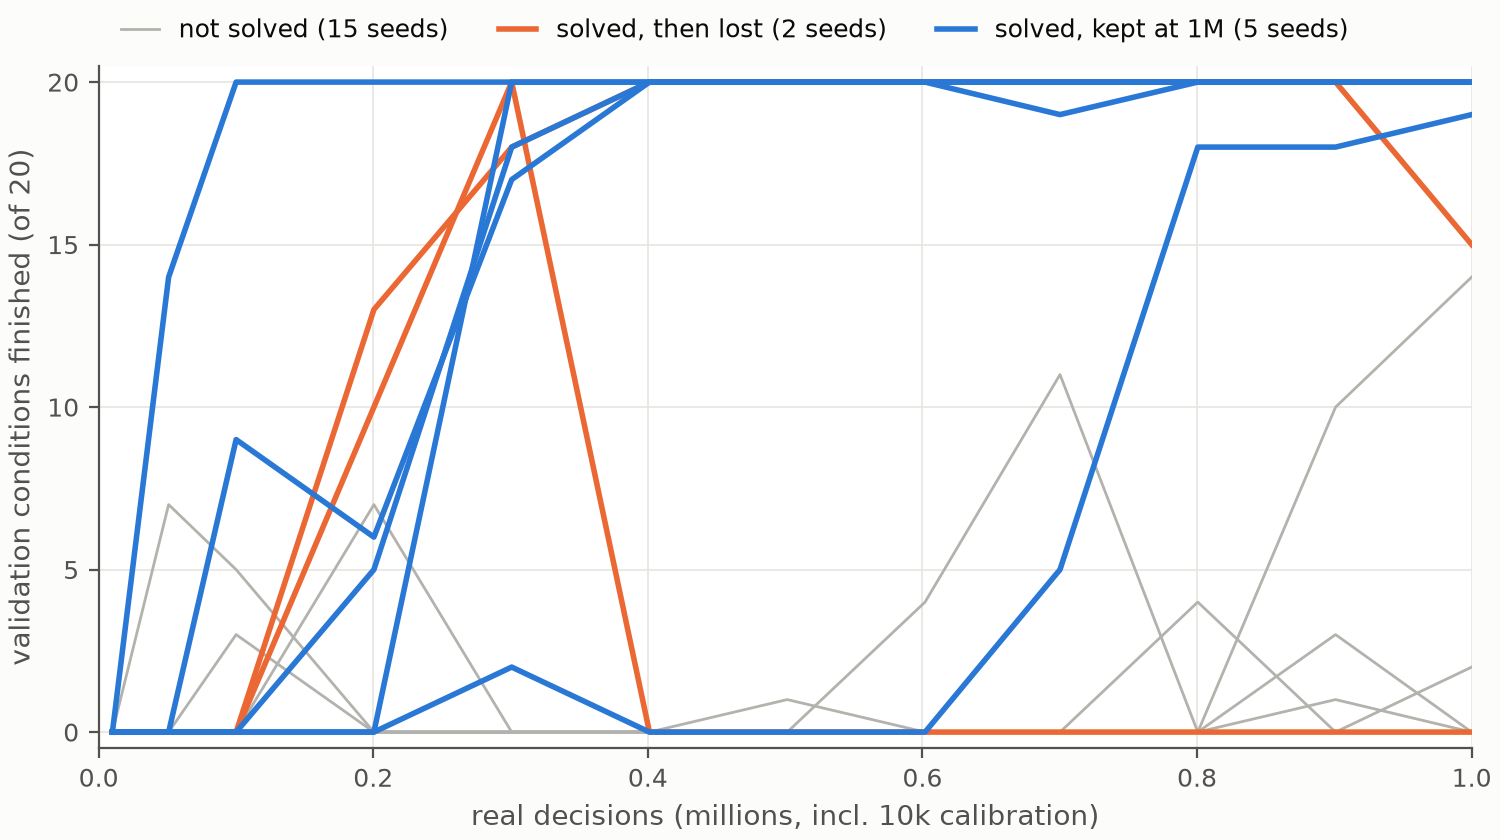 not solved (15 seeds)
solved, then lost (2 seeds)
solved, kept at 1M (5 seeds)
validation conditions finished (of 20)
20
15
10
5
0
0.0
0.2
0.4
0.6
0.8
1.0
real decisions (millions, incl. 10k calibration)